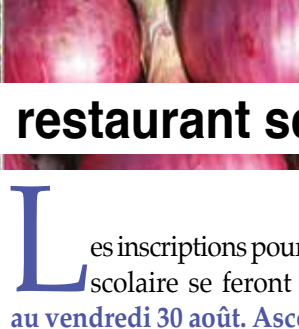 restaurant
Les inscriptions pour
scolaire se feront
au vendredi 30 août.